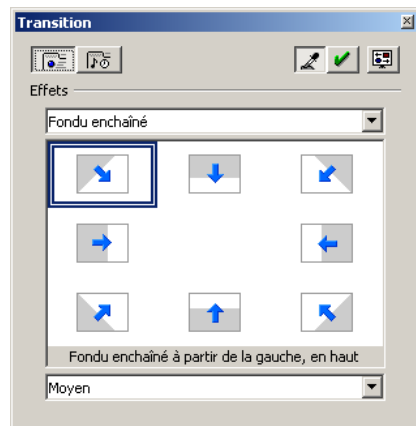 Transition
Effets
Fondu enchaîné
Fondu enchaîné à partir de la gauche, en haut
Moyen